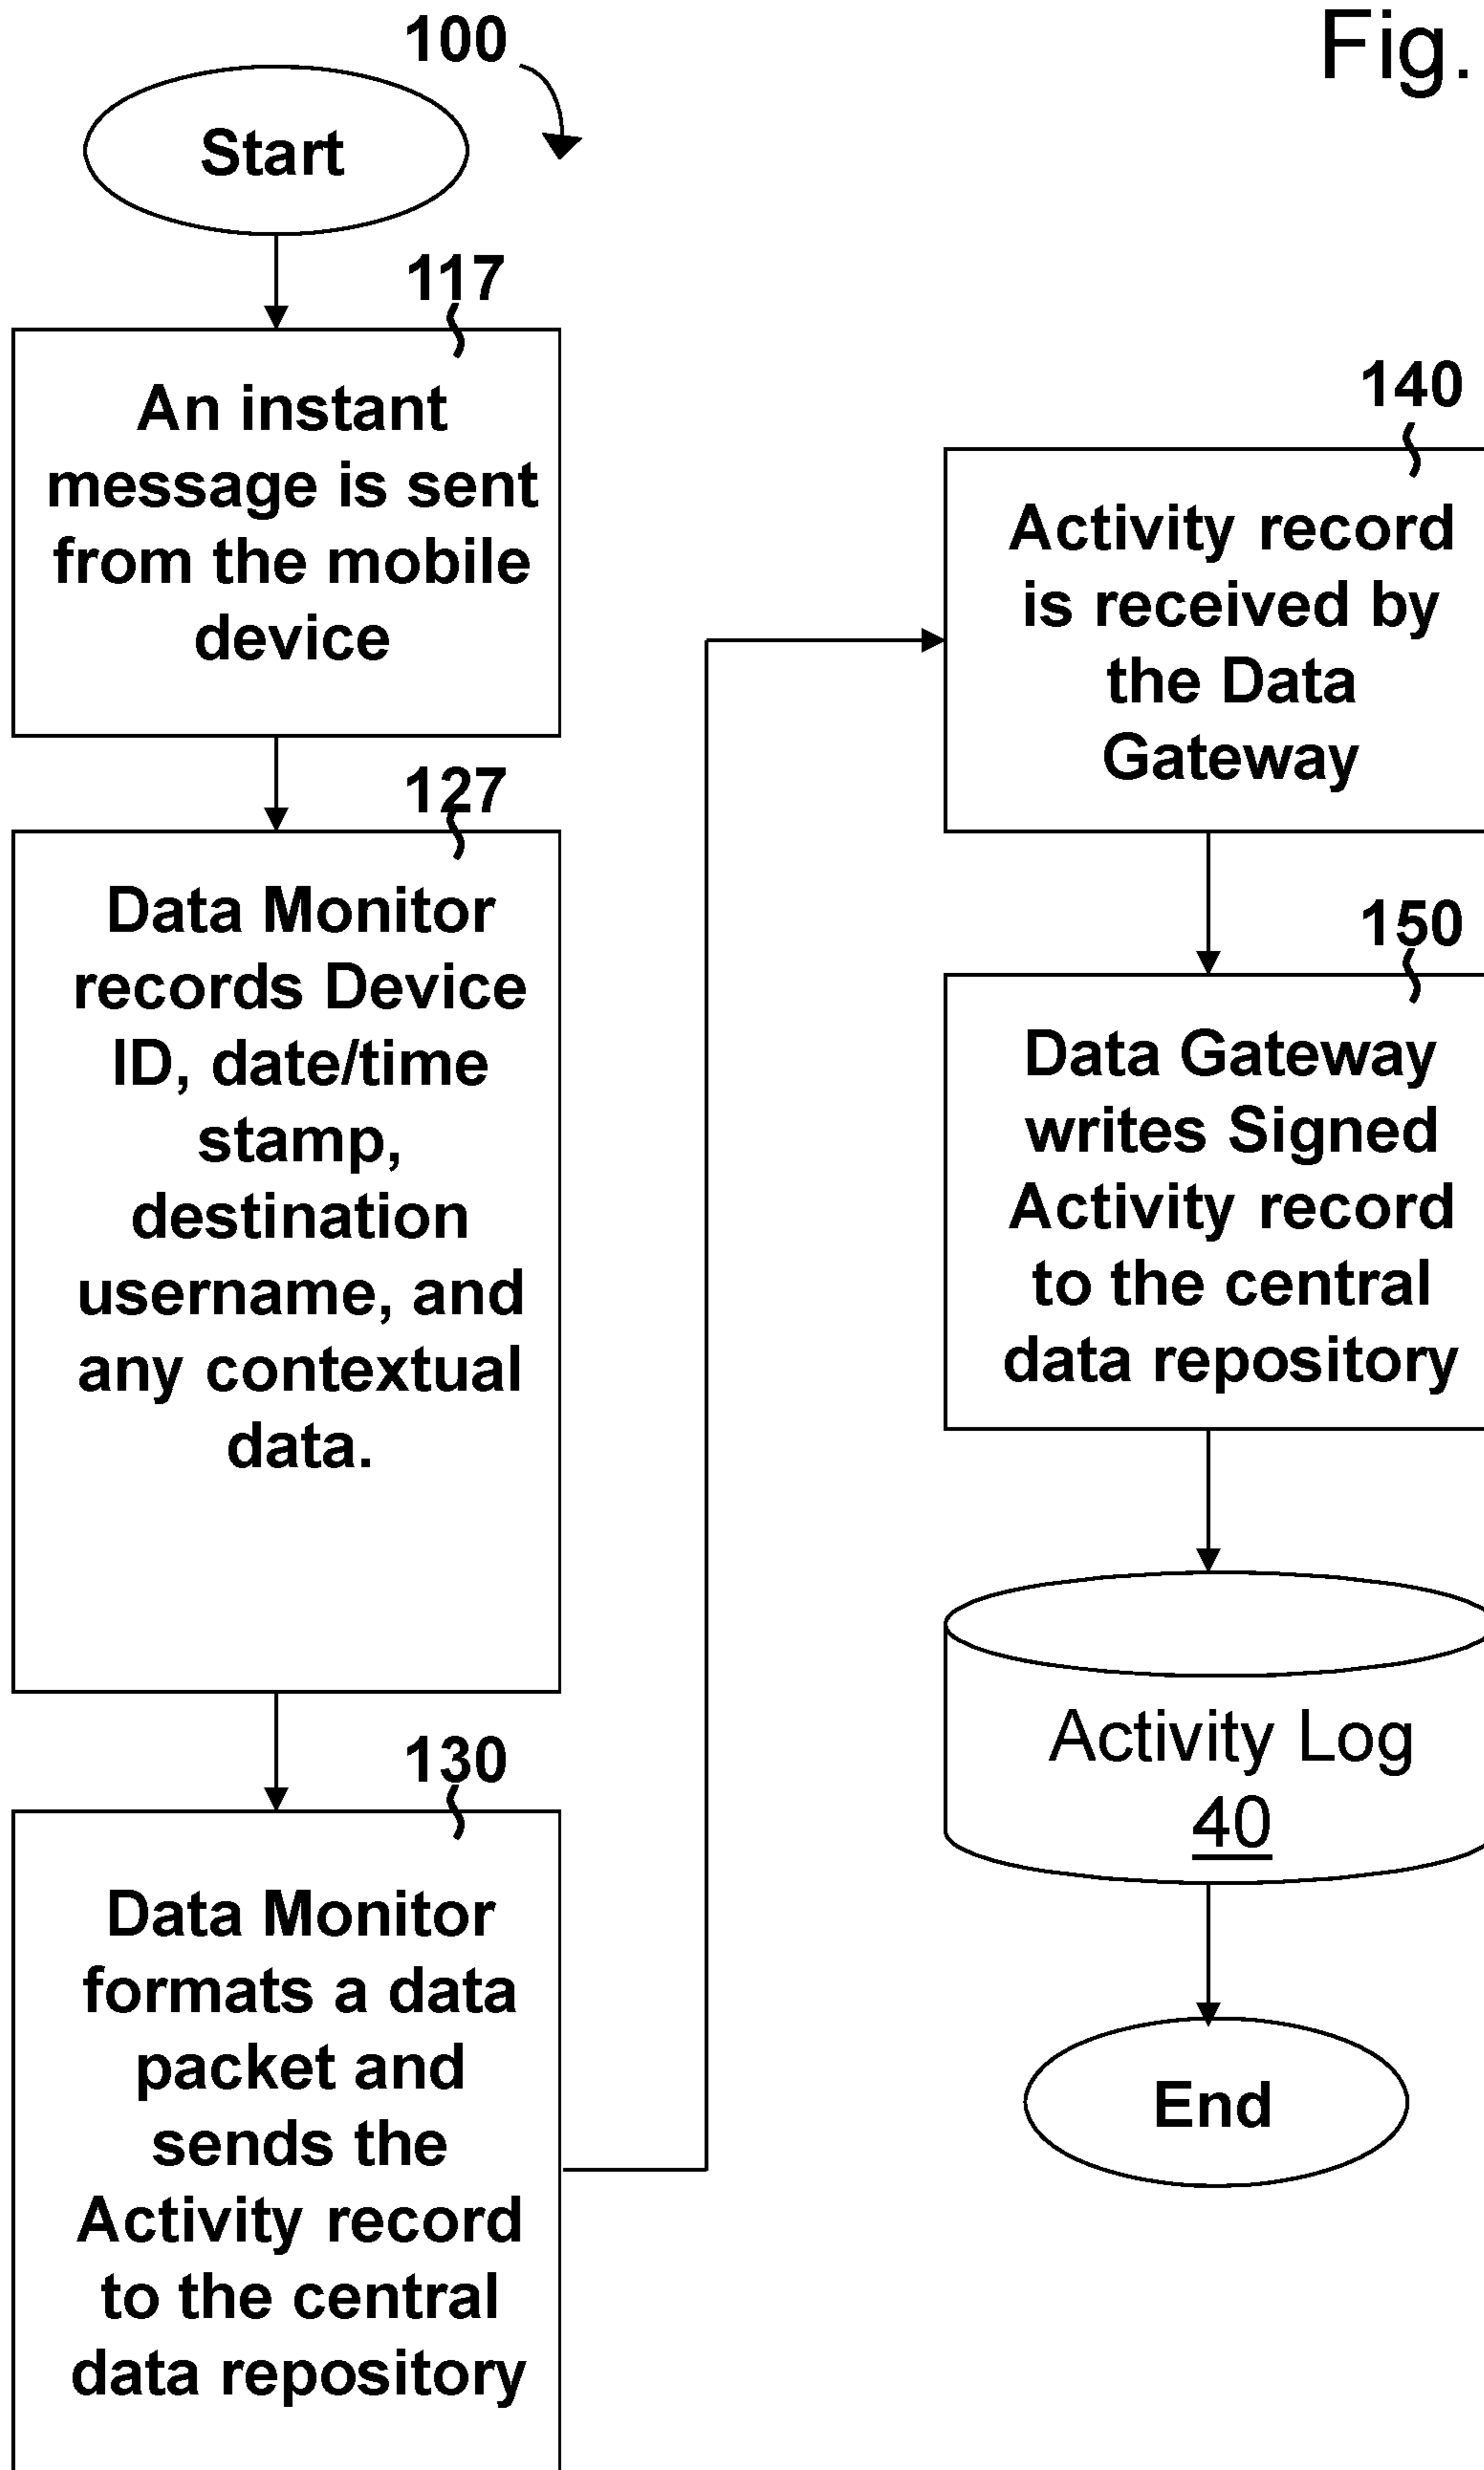 100
Fig.
Start
117
An instant
message is sent
from the mobile
device
127
Data Monitor
records Device
ID, date/time
stamp,
destination
username, and
any contextual
data.
130
Data Monitor
formats a data
packet and
sends the
Activity record
to the central
data repository
140
Activity record
is received by
the Data
Gateway
150
Data Gateway
writes Signed
Activity record
to the central
data repository
Activity Log
40
End